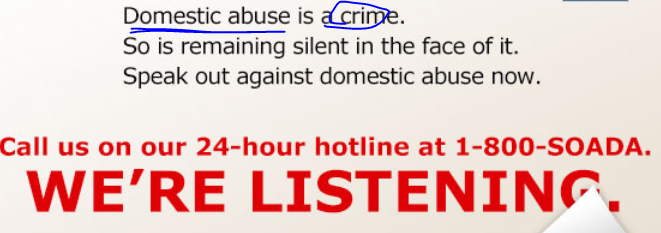 Domestic abuse is a crime.
So is remaining silent in the face of it.
Speak out against domestic abuse now.
Call us on our 24-hour hotline at 1-800-SOADA.
WE'RE LISTENING.